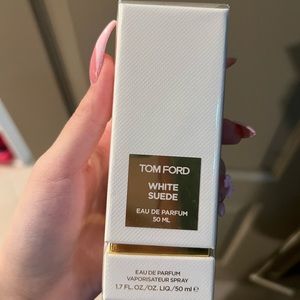 TOM FORD
WHITE
SUEDE
EAU DE PARFUM
50 ML
EAU DE PARFUM
VAPORISATEUR SPRAY
1.7 FL. OZ./OZ. LIQ./50 ml ℮